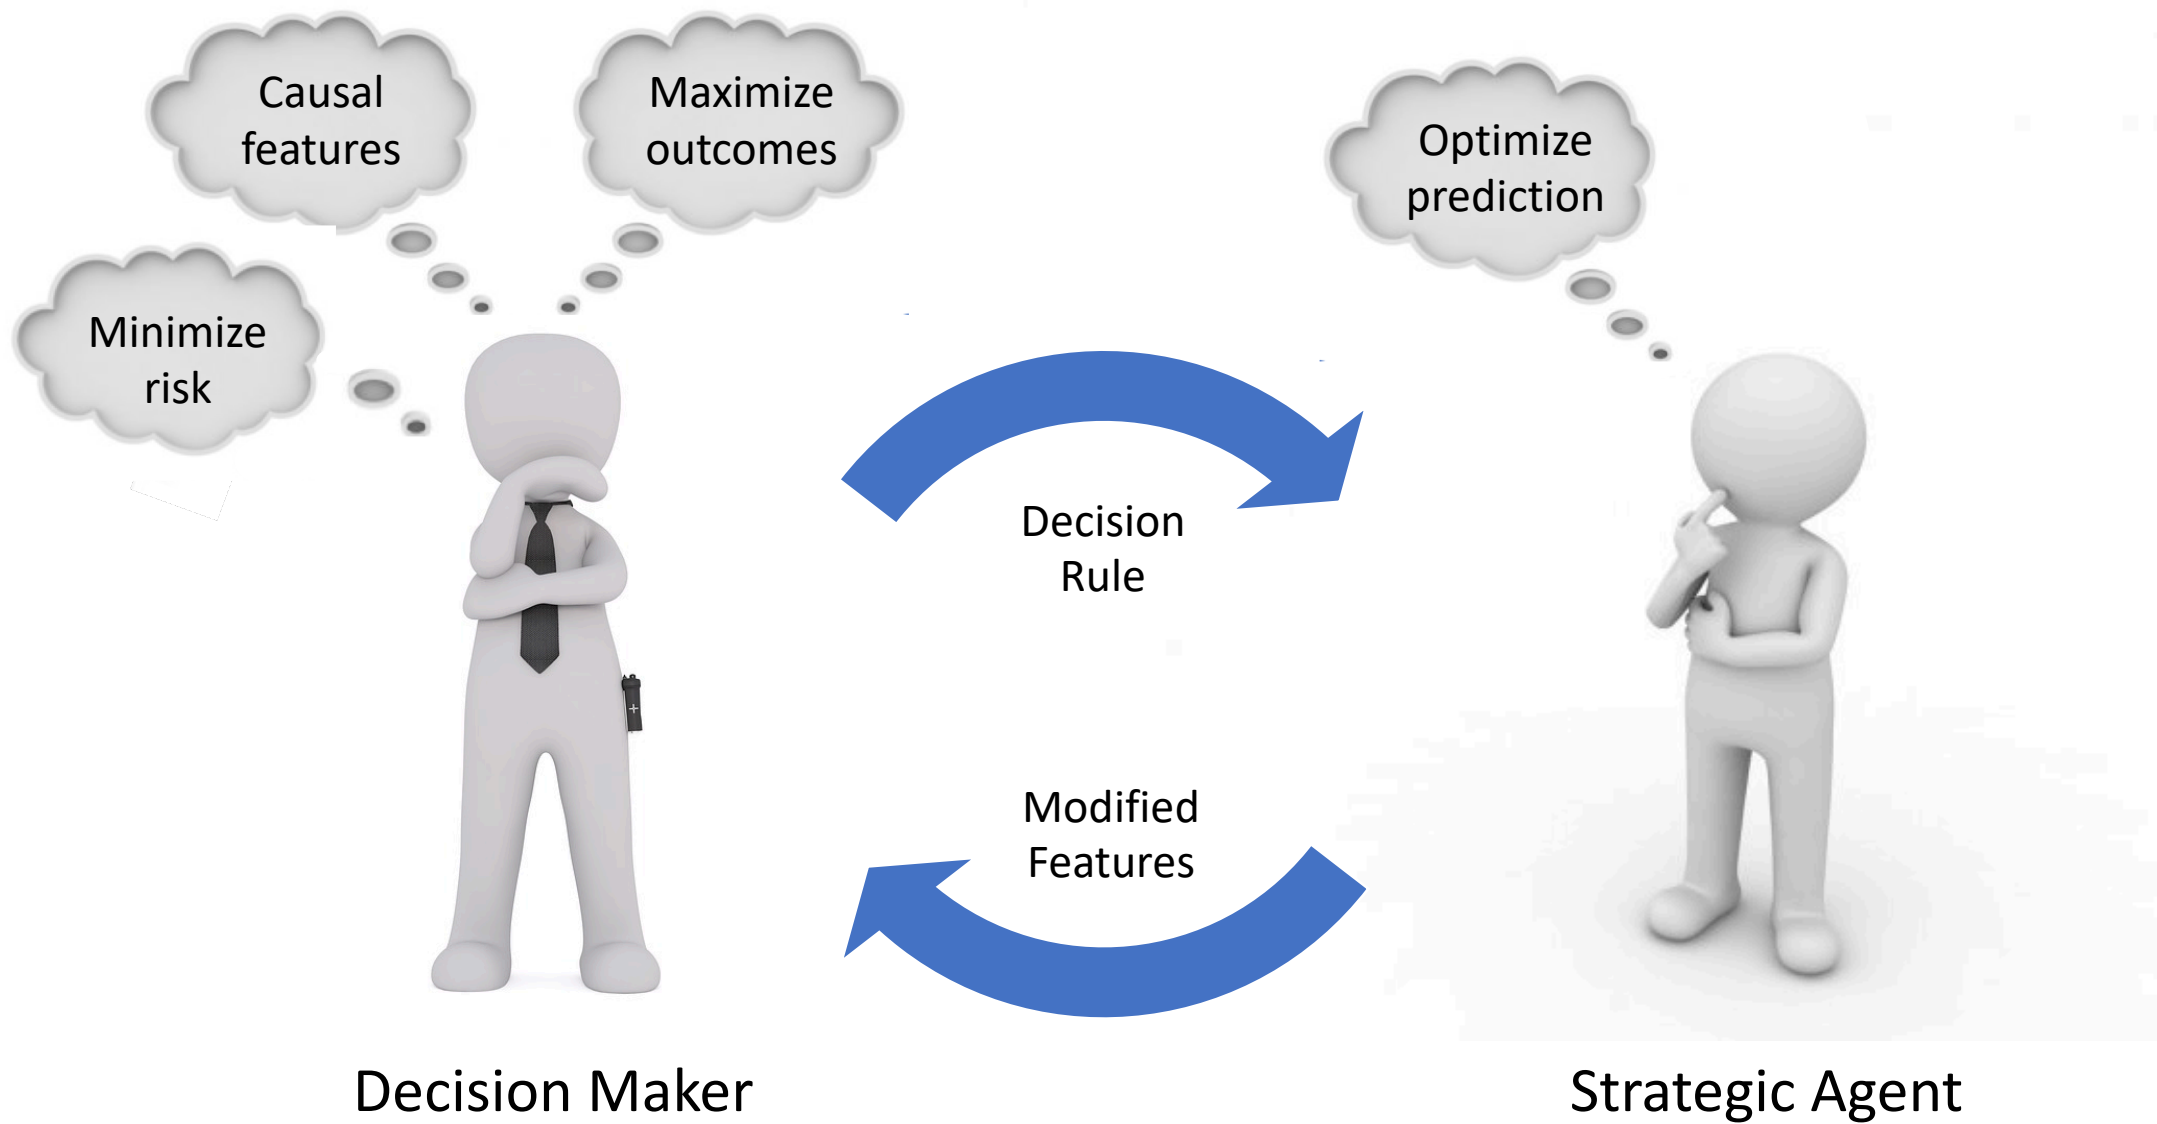 Causal
features
Maximize
outcomes
Optimize
prediction
Minimize
risk
Decision
Rule
Modified
Features
Decision Maker
Strategic Agent